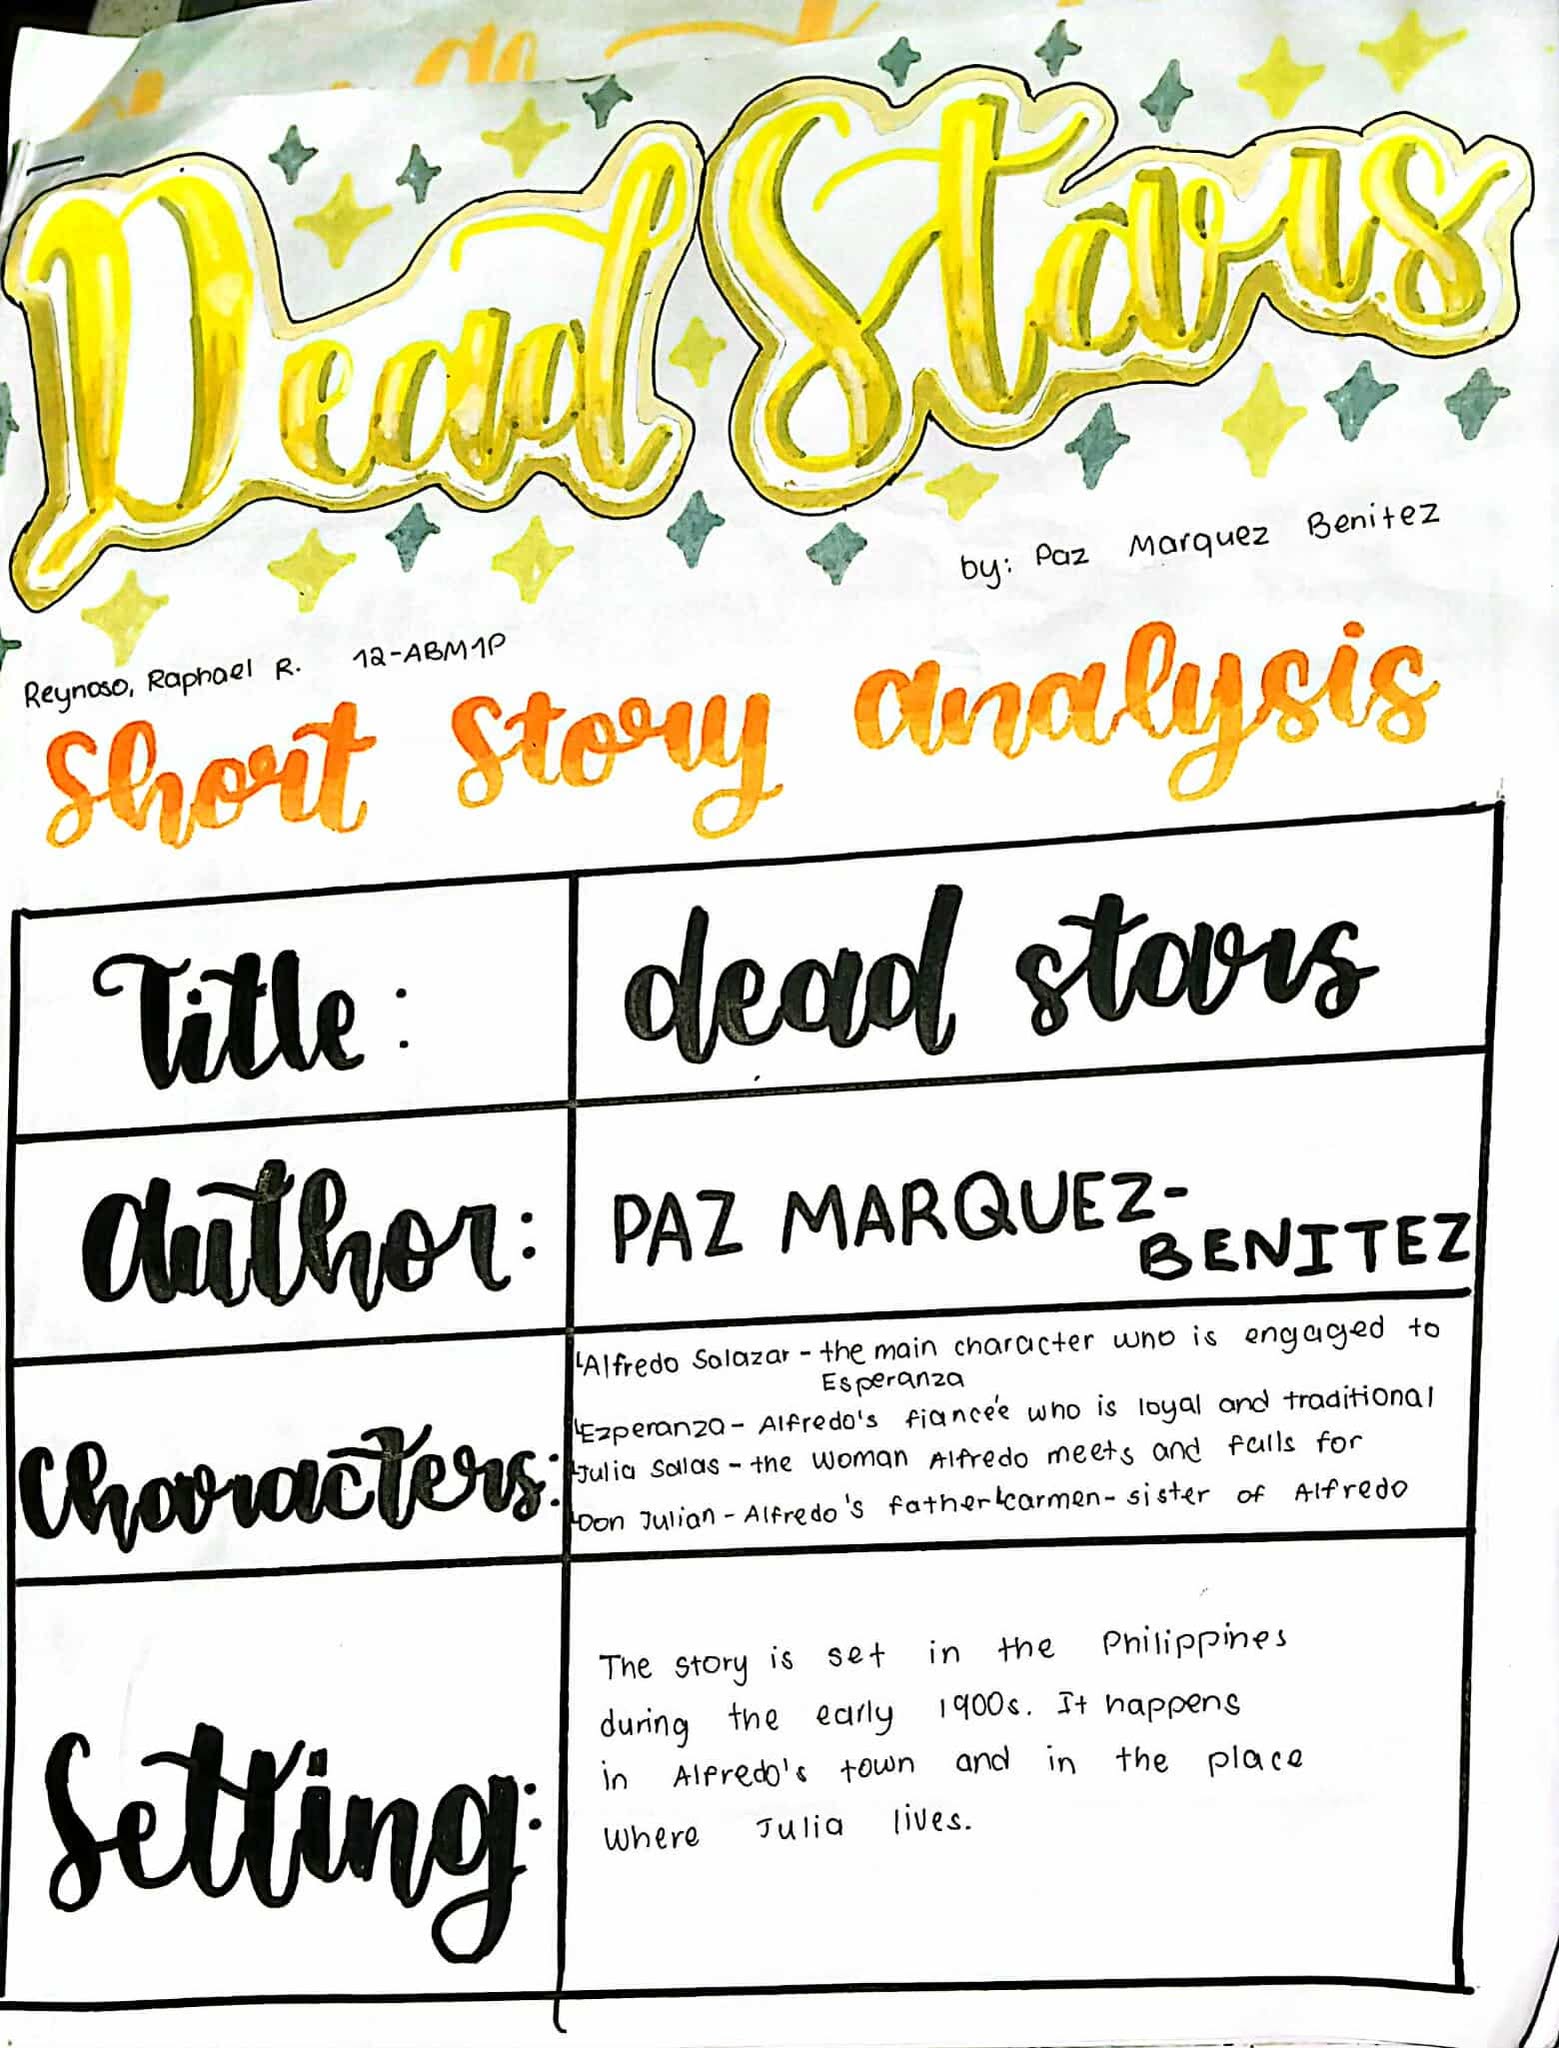 Dead Stars
by: Paz Marquez Benitez
Reynoso, Raphael R. 12-ABM1P
Short Story analysis
Title: dead stars
Author: PAZ MARQUEZ-
BENITEZ
Characters:
Alfredo Salazar - the main character who is engaged to
Esperanza
Ezperanza - Alfredo's fianceé who is loyal and traditional
Julia Salas - the woman Alfredo meets and falls for
Don Julian - Alfredo's father carmen - sister of Alfredo
Setting:
The story is set in the Philippines
during the early 1900s. It happens
in Alfredo's town and in the place
where Julia lives.